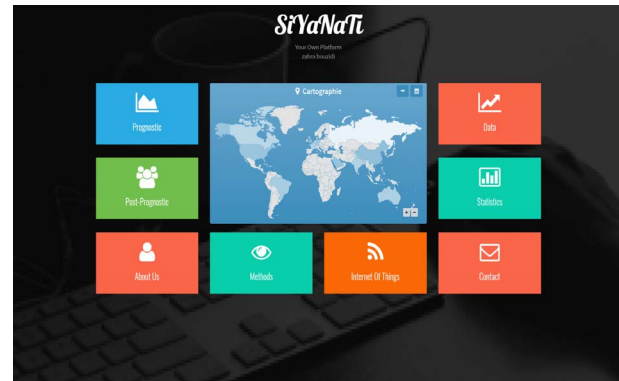 SiYaNaTi
Your Own Platform
zahra bouzidi
Prognostic
Cartographie
Data
Post-Prognostic
Statistics
About Us
Methods
Internet Of Things
Contact